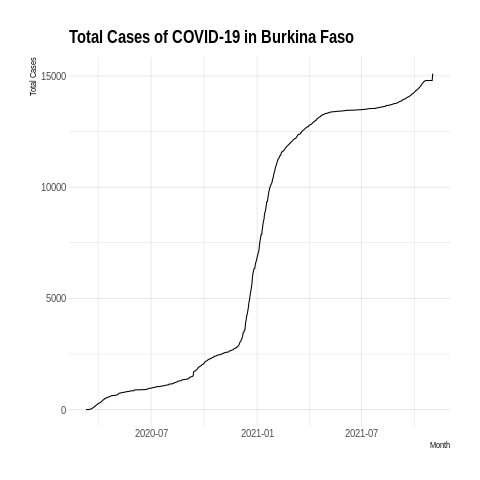 Total Cases of COVID-19 in Burkina Faso
Total Cases
15000
10000
5000
0
2020-07 2021-01 2021-07
Month